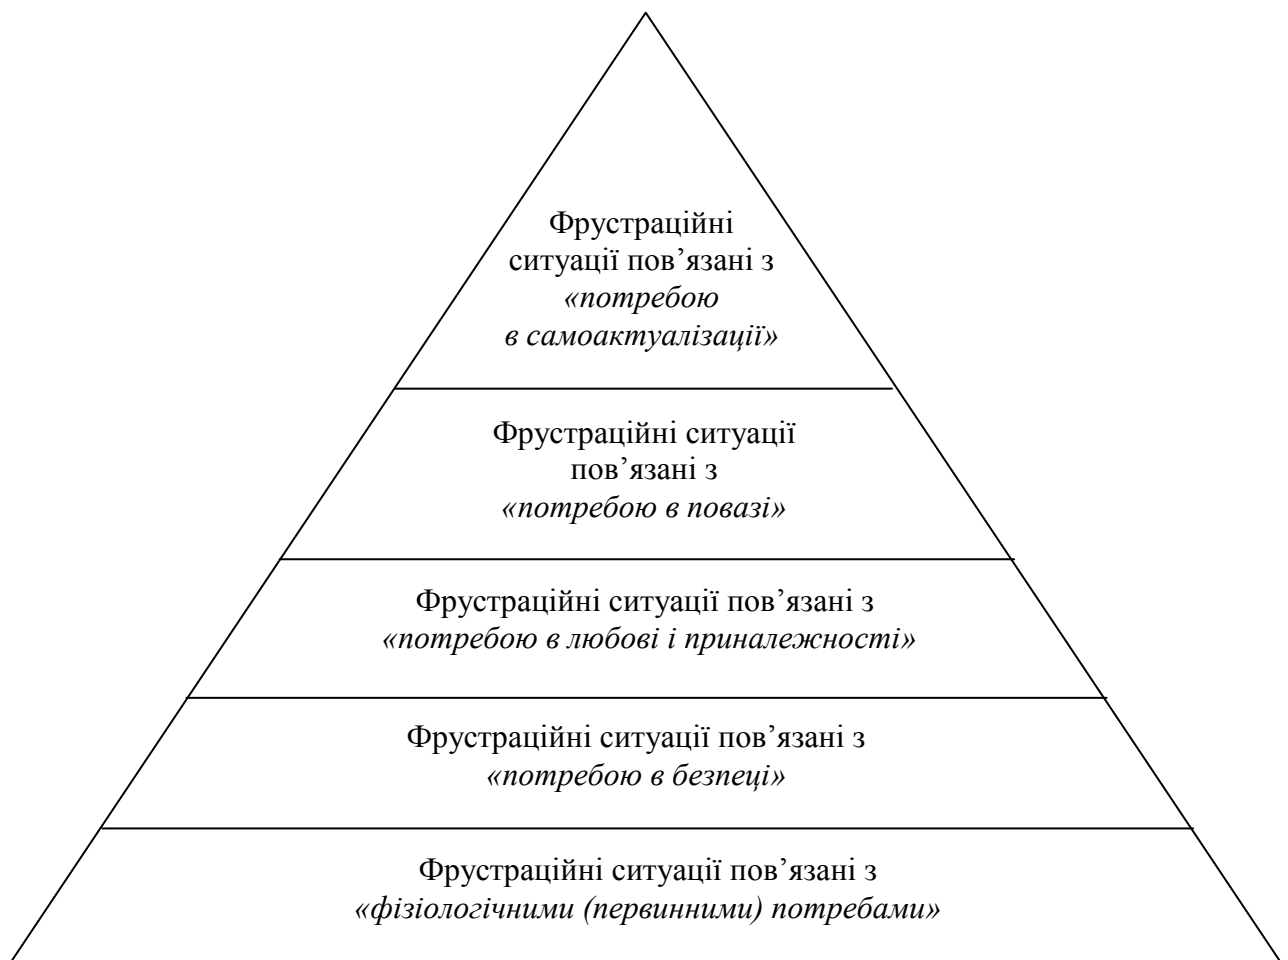 Фрустраційні
ситуації пов’язані з
«потребою
в самоактуалізації»
Фрустраційні ситуації
пов’язані з
«потребою в повазі»
Фрустраційні ситуації пов’язані з
«потребою в любові і приналежності»
Фрустраційні ситуації пов’язані з
«потребою в безпеці»
Фрустраційні ситуації пов’язані з
«фізіологічними (первинними) потребами»